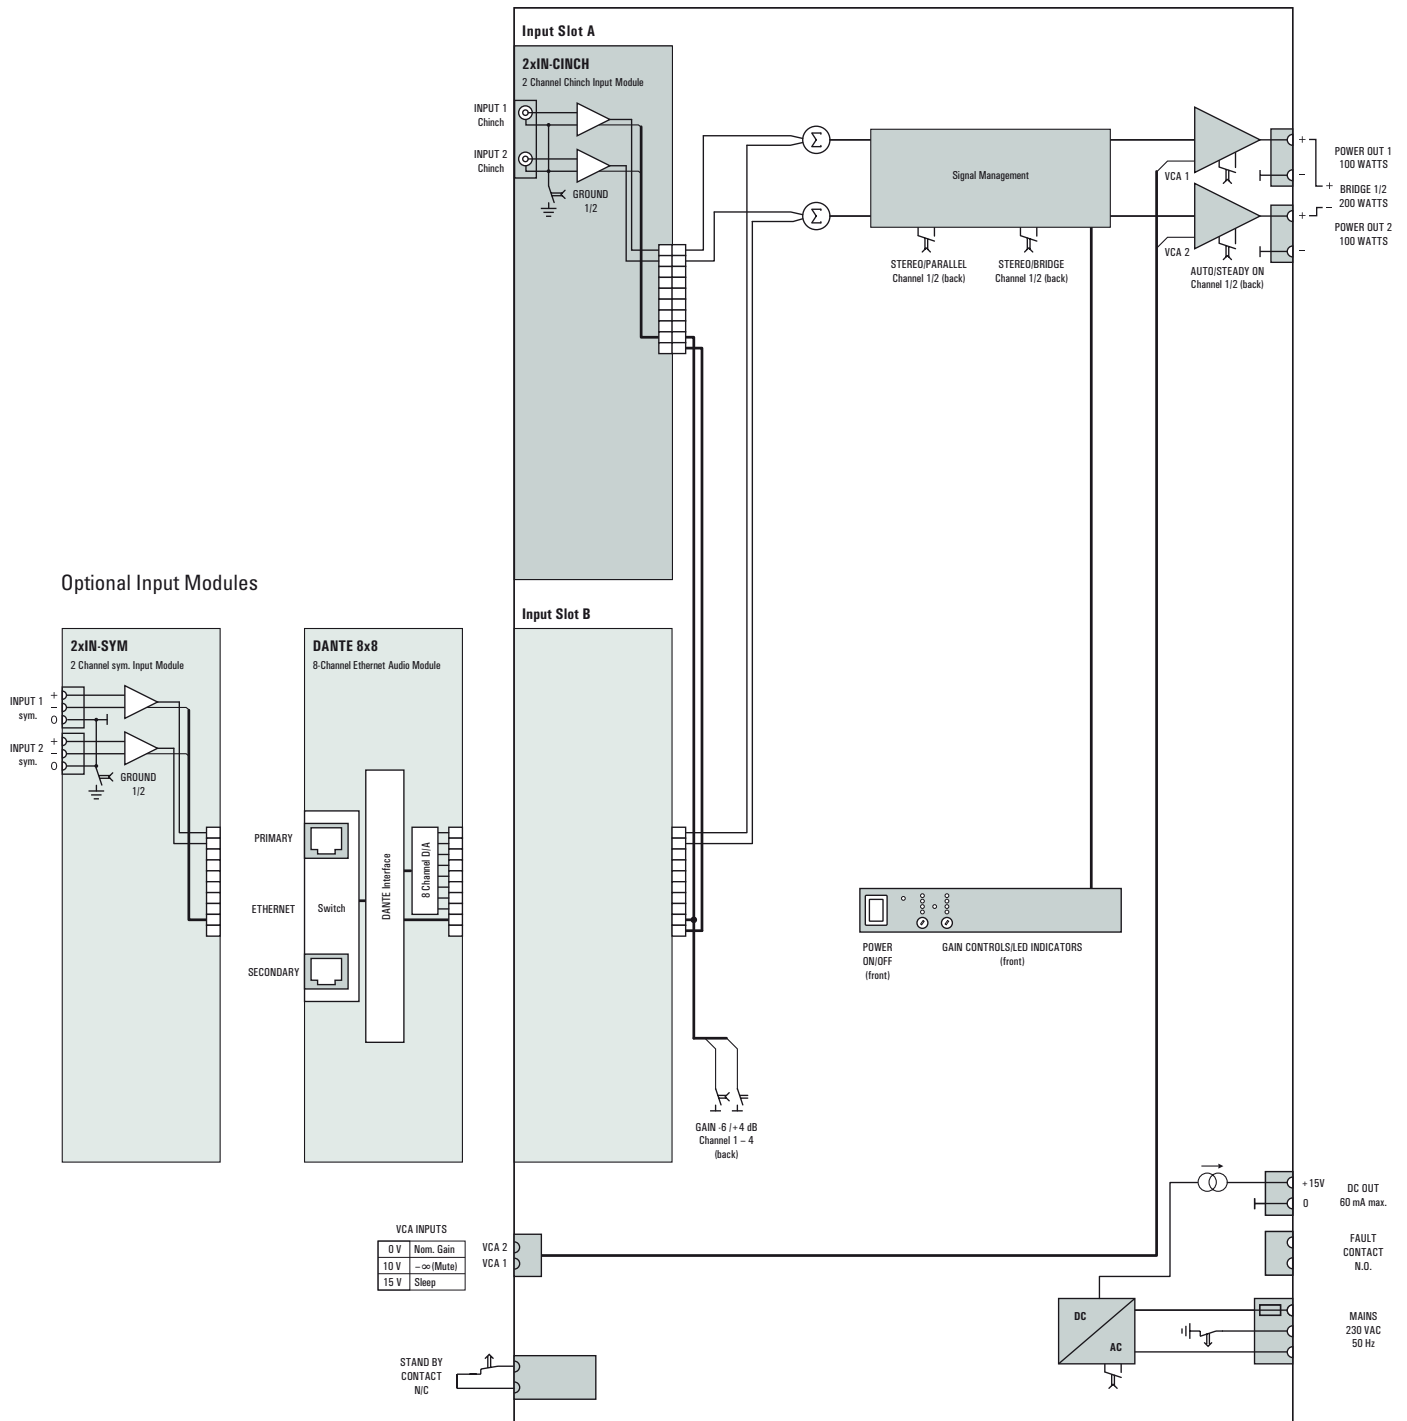 Input Slot A
2xIN-CINCH
2 Channel Chinch Input Module
INPUT 1
Chinch
INPUT 2
Chinch
GROUND
1/2
Σ
Σ
Signal Management
STEREO/PARALLEL
Channel 1/2 (back)
STEREO/BRIDGE
Channel 1/2 (back)
VCA 1
VCA 2
AUTO/STEADY ON
Channel 1/2 (back)
+
−
+
−
POWER OUT 1
100 WATTS
+ BRIDGE 1/2
− 200 WATTS
POWER OUT 2
100 WATTS
Optional Input Modules
2xIN-SYM
2 Channel sym. Input Module
INPUT 1
sym.
+
−
0
INPUT 2
sym.
+
−
0
GROUND
1/2
DANTE 8x8
8-Channel Ethernet Audio Module
PRIMARY
ETHERNET
SECONDARY
Switch
DANTE Interface
8 Channel D/A
Input Slot B
POWER
ON/OFF
(front)
GAIN CONTROLS/LED INDICATORS
(front)
GAIN -6 /+4 dB
Channel 1 – 4
(back)
VCA INPUTS
0 V Nom. Gain
10 V −∞(Mute)
15 V Sleep
VCA 2
VCA 1
STAND BY
CONTACT
N/C
+15V
0
DC OUT
60 mA max.
FAULT
CONTACT
N.O.
DC
AC
MAINS
230 VAC
50 Hz